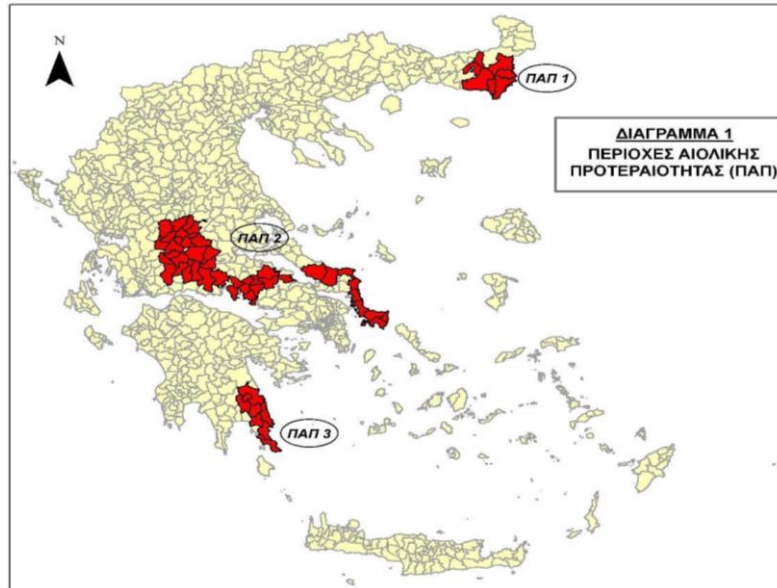 N
ΠΑΠ 1
ΔΙΑΓΡΑΜΜΑ 1
ΠΕΡΙΟΧΕΣ ΑΙΟΛΙΚΗΣ
ΠΡΟΤΕΡΑΙΟΤΗΤΑΣ (ΠΑΠ)
ΠΑΠ 2
ΠΑΠ 3